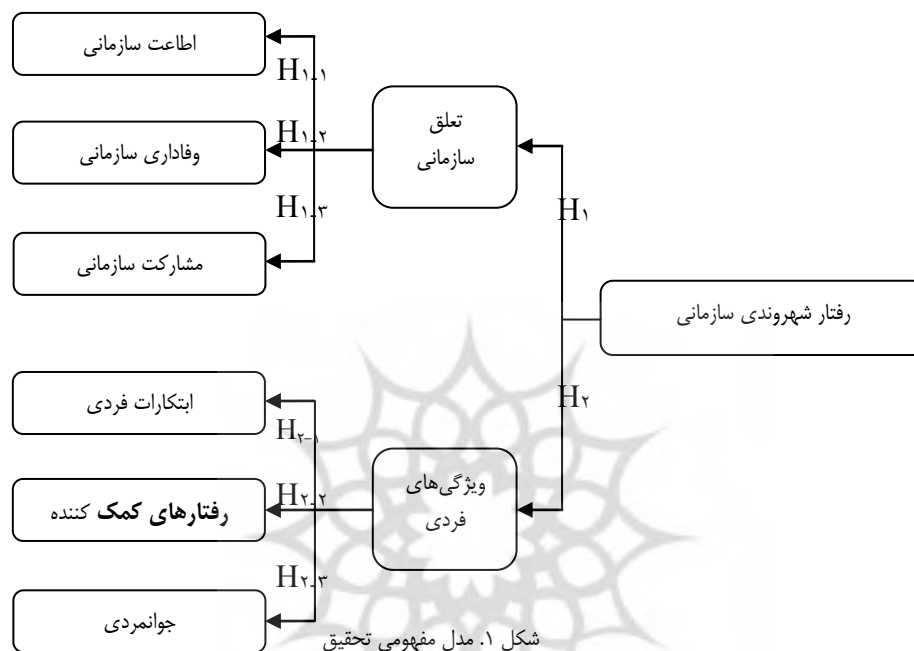 رفتار شهروندی سازمانی
H۱
H۲
تعلق
سازمانی
H۱-۱
H۱-۲
H۱-۳
اطاعت سازمانی
وفاداری سازمانی
مشارکت سازمانی
ویژگی‌های
فردی
H۲-۱
H۲-۲
H۲-۳
ابتکارات فردی
رفتارهای کمک کننده
جوانمردی
شکل ۱. مدل مفهومی تحقیق